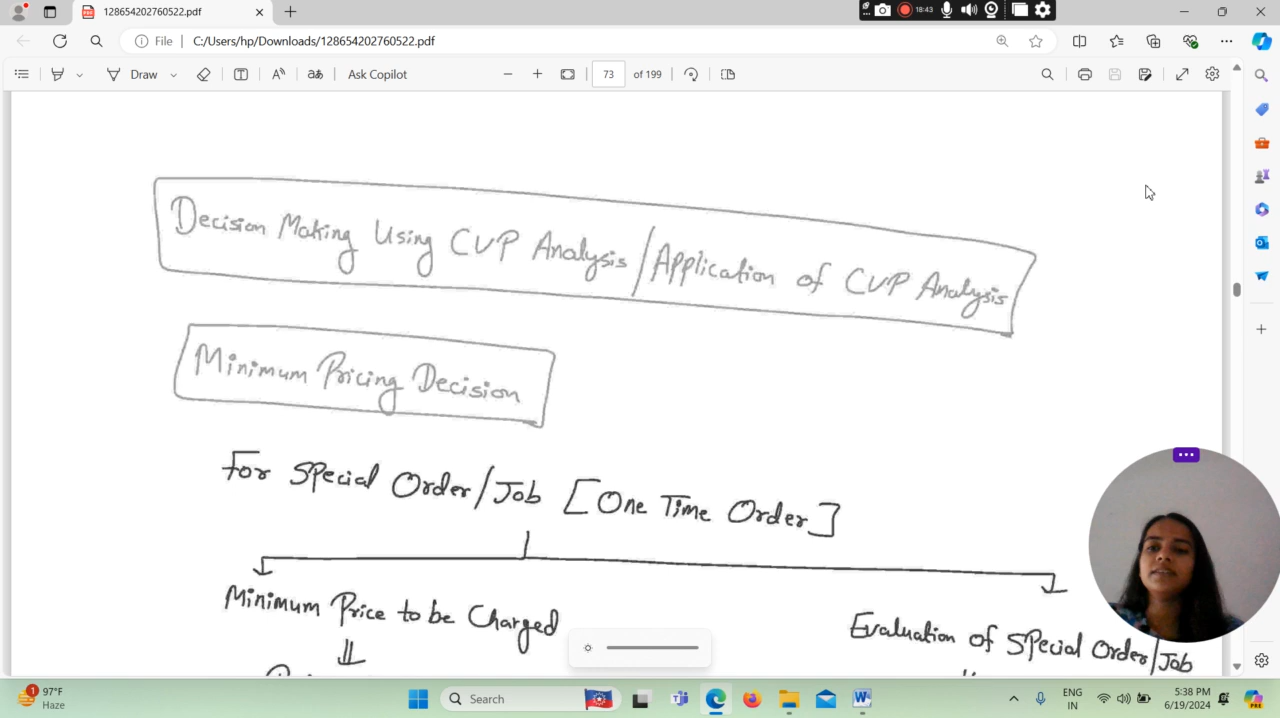 128654202760522.pdf
18:43
File
C:/Users/hp/Downloads/128654202760522.pdf
Draw
Ask Copilot
73
of 199
Decision Making Using CVP Analysis/Application of CVP Analysis
Minimum Pricing Decision
For Special Order/Job [One Time Order]
Minimum Price to be Charged
Evaluation of Special Order/Job
1
97°F
Haze
Search
ENG
IN
5:38 PM
6/19/2024